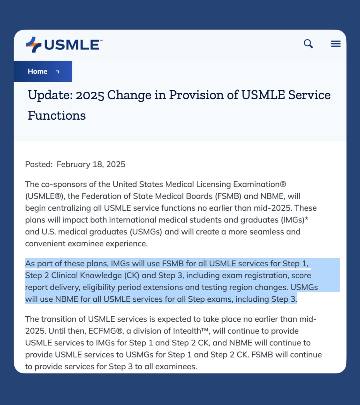 USMLE™
Home
Update: 2025 Change in Provision of USMLE Service
Functions
Posted: February 18, 2025
The co-sponsors of the United States Medical Licensing Examination®
(USMLE®), the Federation of State Medical Boards (FSMB) and NBME, will
begin centralizing all USMLE service functions no earlier than mid-2025. These
plans will impact both international medical students and graduates (IMGs)*
and U.S. medical graduates (USMGs) and will create a more seamless and
convenient examinee experience.
As part of these plans, IMGs will use FSMB for all USMLE services for Step 1,
Step 2 Clinical Knowledge (CK) and Step 3, including exam registration, score
report delivery, eligibility period extensions and testing region changes. USMGs
will use NBME for all USMLE services for all Step exams, including Step 3.
The transition of USMLE services is expected to take place no earlier than mid-
2025. Until then, ECFMG®, a division of Intealth™, will continue to provide
USMLE services to IMGs for Step 1 and Step 2 CK, and NBME will continue to
provide USMLE services to USMGs for Step 1 and Step 2 CK. FSMB will continue
to provide services for Step 3 to all examinees.